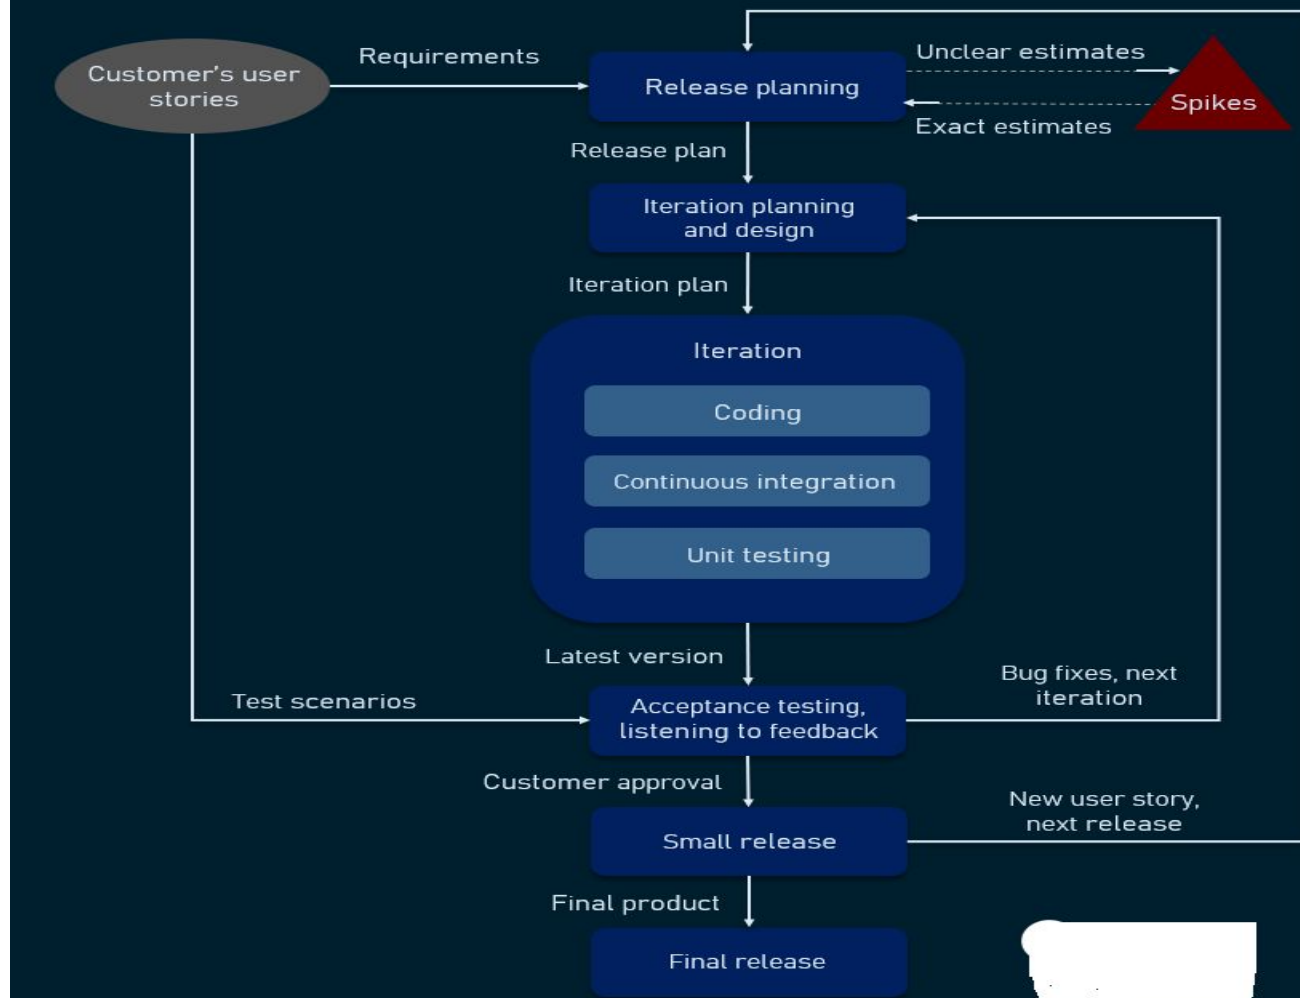 Customer's user
stories
Requirements
Release planning
Unclear estimates
Spikes
Exact estimates
Release plan
Iteration planning
and design
Iteration plan
Iteration
Coding
Continuous integration
Unit testing
Latest version
Bug fixes, next
iteration
Test scenarios
Acceptance testing,
listening to feedback
Customer approval
New user story,
next release
Small release
Final product
Final release